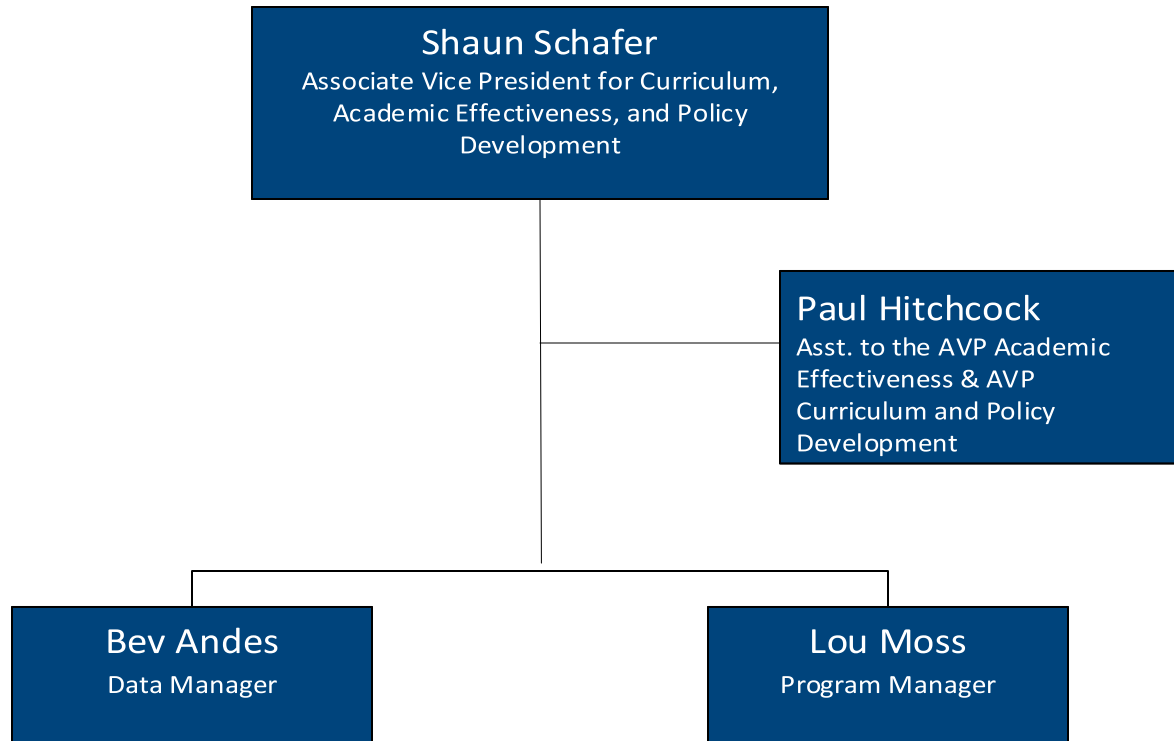 Shaun Schafer
Associate Vice President for Curriculum,
Academic Effectiveness, and Policy
Development
Paul Hitchcock
Asst. to the AVP Academic
Effectiveness & AVP
Curriculum and Policy
Development
Bev Andes
Data Manager
Lou Moss
Program Manager